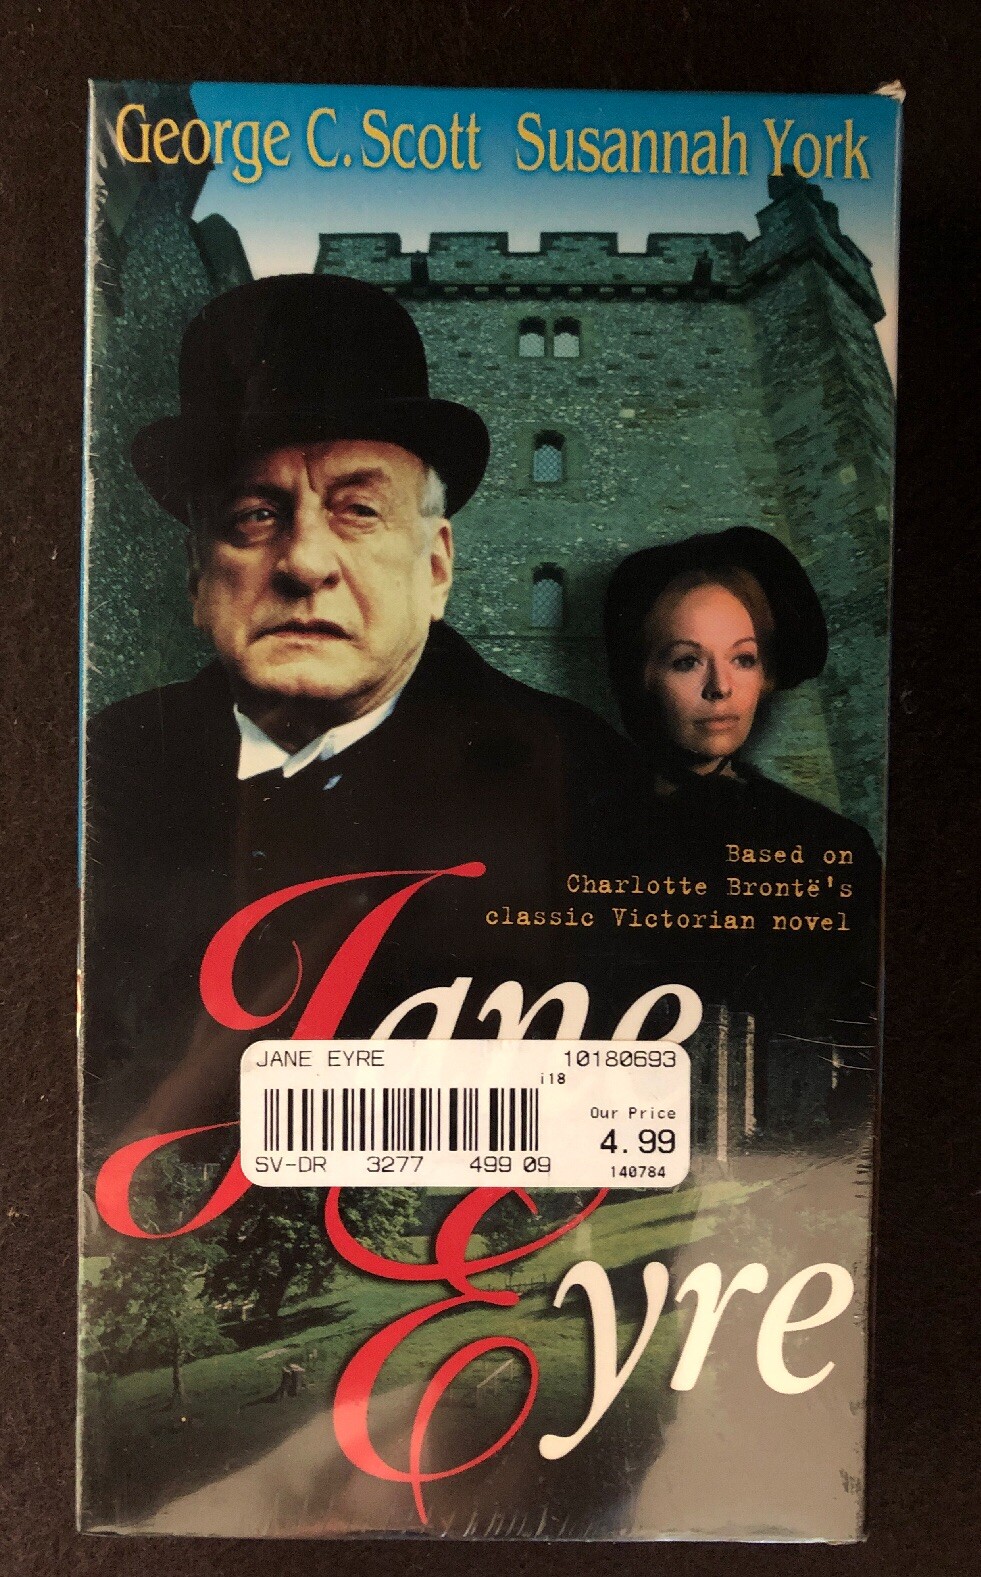 George C. Scott Susannah York
Based on
Charlotte Brontë's
classic Victorian novel
Jane
JANE EYRE 10180693
i18
Our Price
4.99
SV-DR 3277 499 09
140784
Eyre